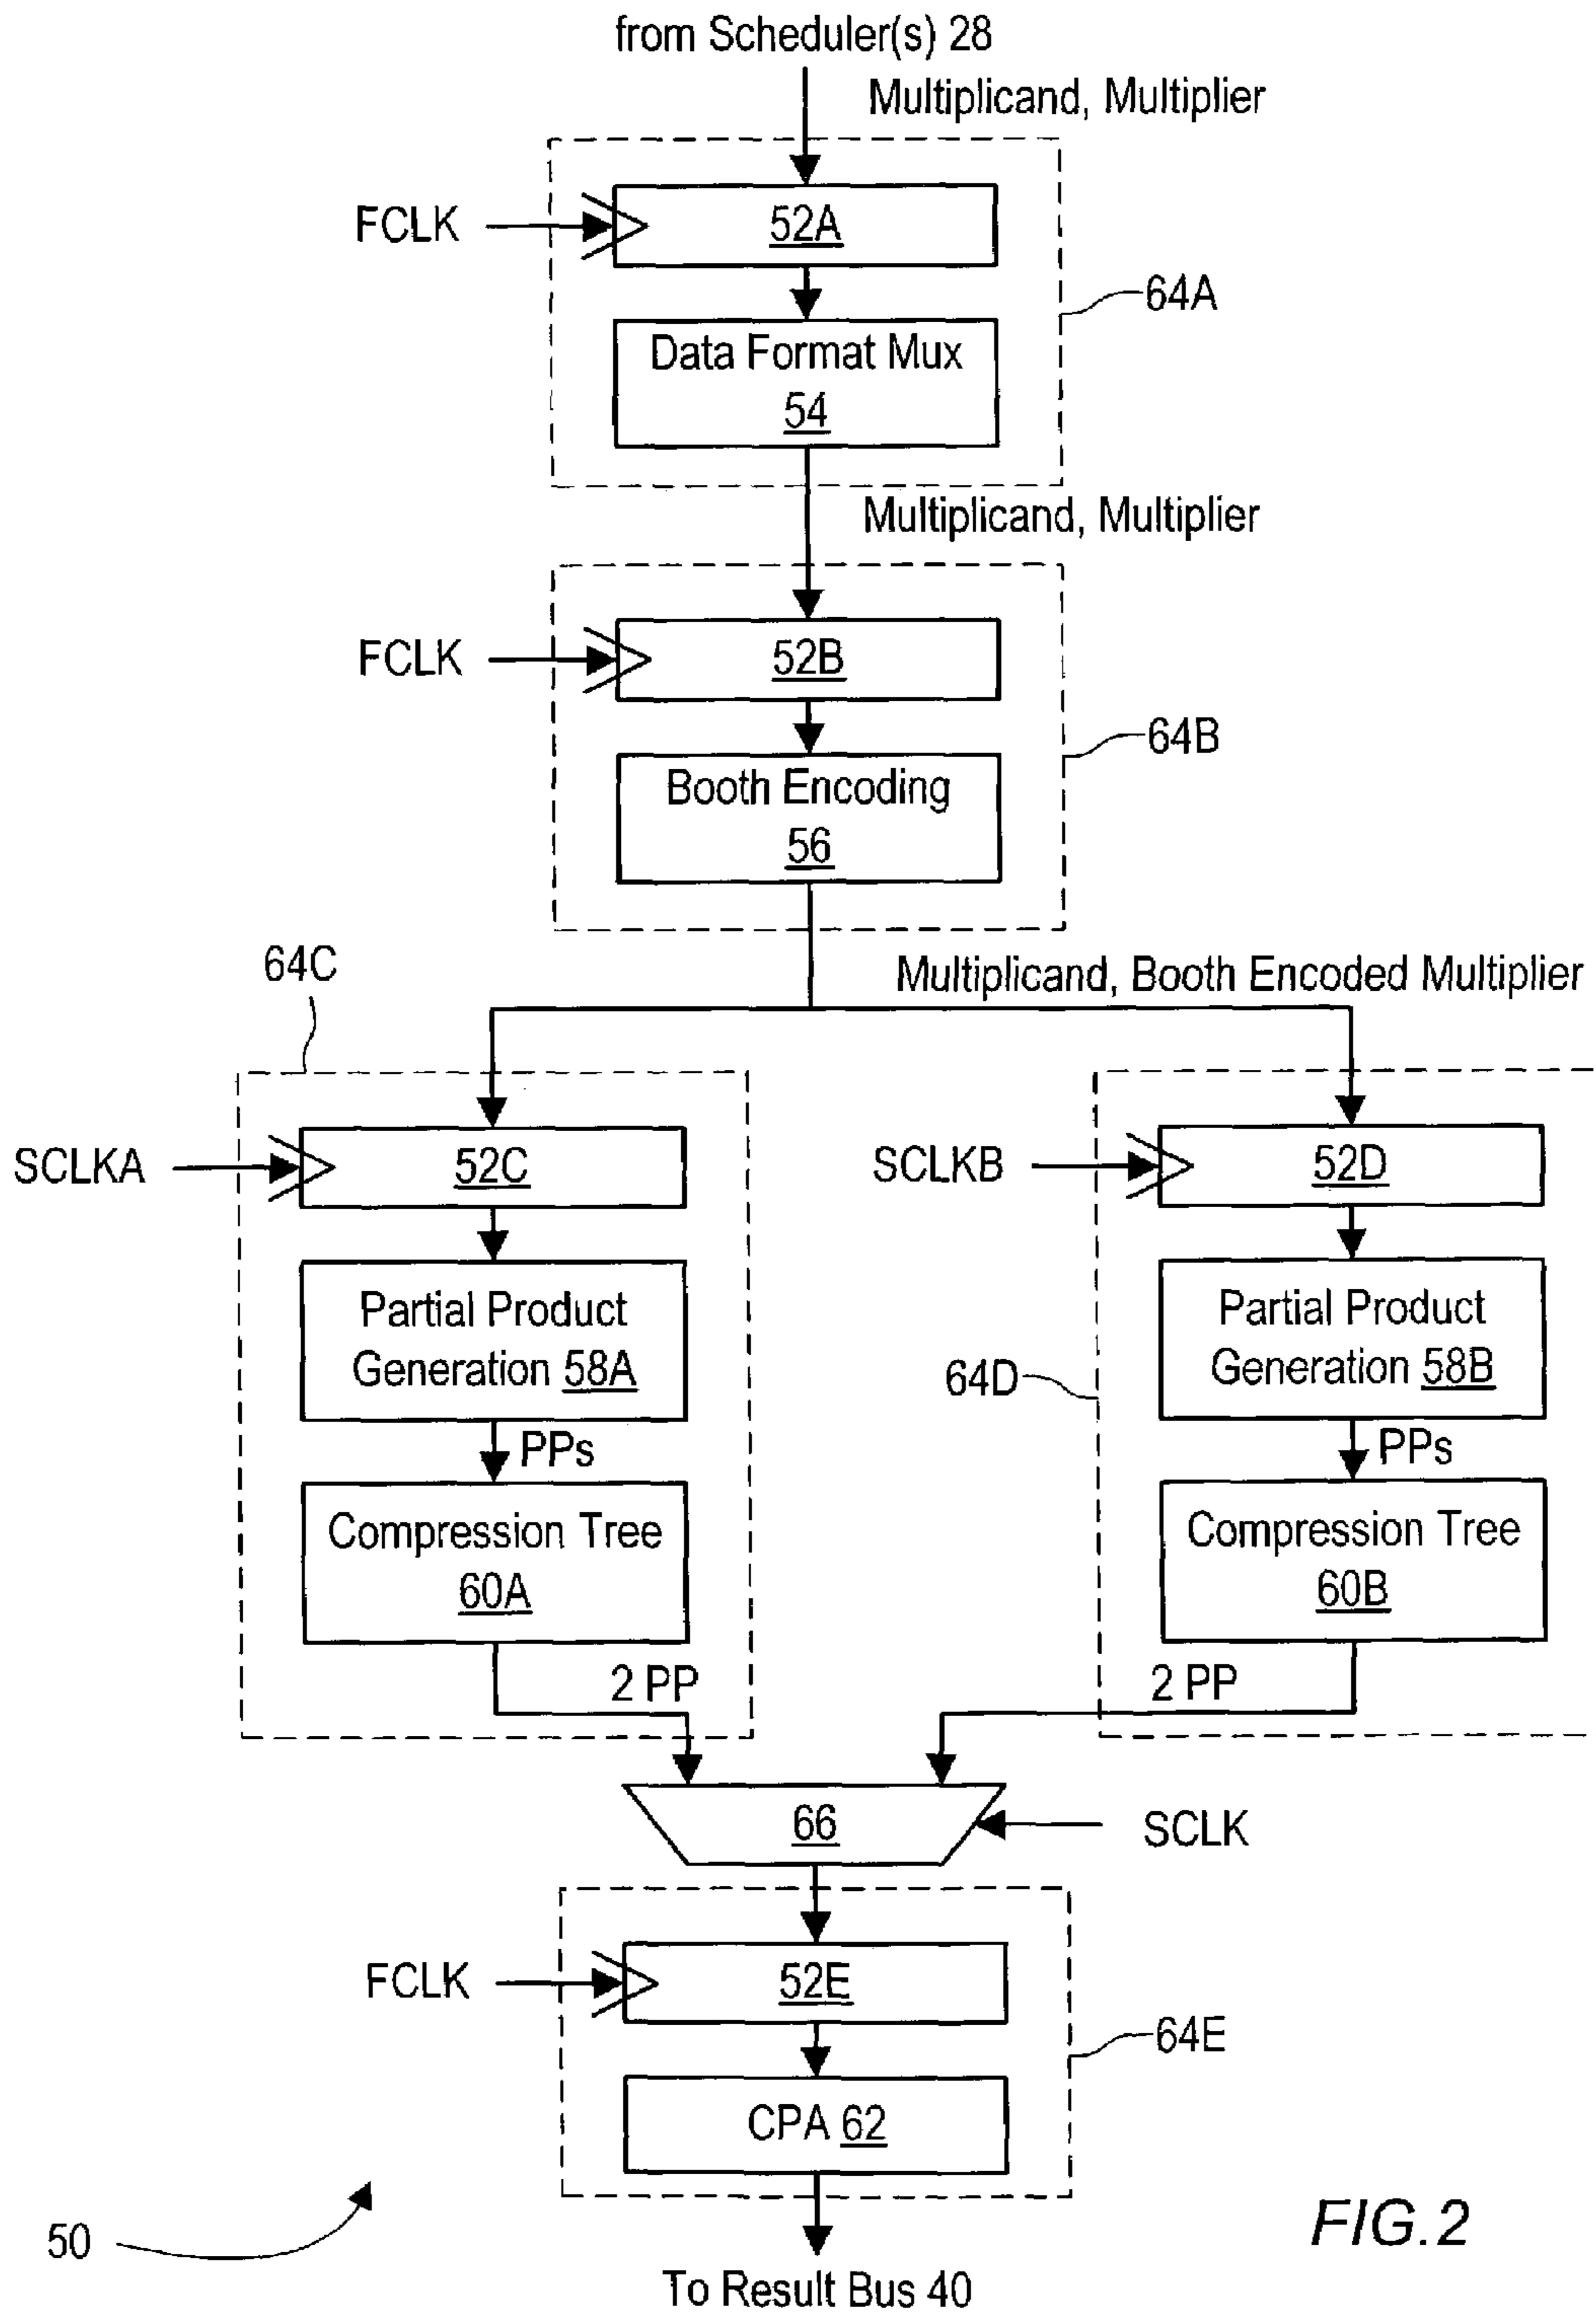 from Scheduler(s) 28
Multiplicand, Multiplier
FCLK
52A
64A
Data Format Mux
54
Multiplicand, Multiplier
FCLK
52B
64B
Booth Encoding
56
64C
Multiplicand, Booth Encoded Multiplier
SCLKA
52C
SCLKB
52D
Partial Product
Generation 58A
Partial Product
Generation 58B
64D
PPs
PPs
Compression Tree
60A
Compression Tree
60B
2 PP
2 PP
66
SCLK
FCLK
52E
64E
CPA 62
50
FIG.2
To Result Bus 40